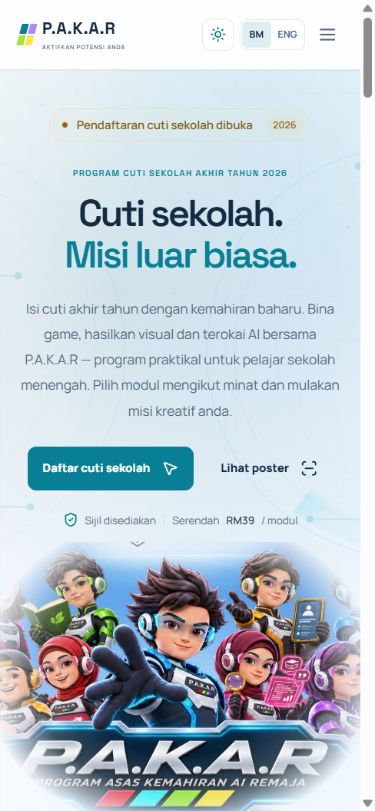 P.A.K.A.R
AKTIFKAN POTENSI ANDA
BM ENG
Pendaftaran cuti sekolah dibuka 2026
PROGRAM CUTI SEKOLAH AKHIR TAHUN 2026
Cuti sekolah.
Misi luar biasa.
Isi cuti akhir tahun dengan kemahiran baharu. Bina
game, hasilkan visual dan terokai AI bersama
P.A.K.A.R — program praktikal untuk pelajar sekolah
menengah. Pilih modul mengikut minat dan mulakan
misi kreatif anda.
Daftar cuti sekolah Lihat poster
Sijil disediakan Serendah RM39 / modul
P.A.K.A.R
PROGRAM ASAS KEMAHIRAN AI REMAJA